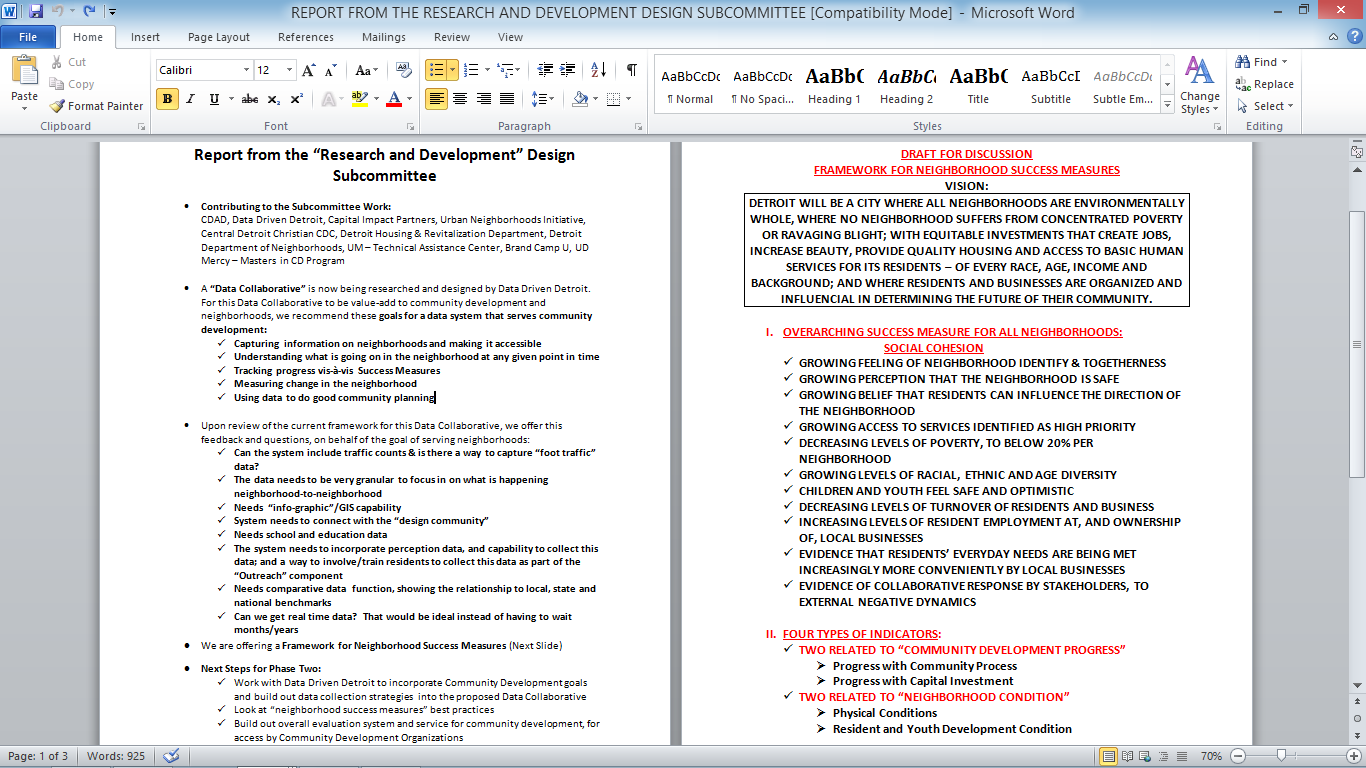 REPORT FROM THE RESEARCH AND DEVELOPMENT DESIGN SUBCOMMITTEE [Compatibility Mode] - Microsoft Word
File Home Insert Page Layout References Mailings Review View
Paste
Cut
Copy
Format Painter
Clipboard
Calibri 12
Font
Paragraph
AaBbCcDc AaBbCcDc AaBbC AaBbC AaBbC AaBbCcI AaBbCcDc
¶ Normal ¶ No Spaci... Heading 1 Heading 2 Title Subtitle Subtle Em...
Change
Styles
Styles
Find
Replace
Select
Editing
Report from the “Research and Development” Design
Subcommittee
• Contributing to the Subcommittee Work:
CDAD, Data Driven Detroit, Capital Impact Partners, Urban Neighborhoods Initiative,
Central Detroit Christian CDC, Detroit Housing & Revitalization Department, Detroit
Department of Neighborhoods, UM – Technical Assistance Center, Brand Camp U, UD
Mercy – Masters in CD Program
• A “Data Collaborative” is now being researched and designed by Data Driven Detroit.
For this Data Collaborative to be value-add to community development and
neighborhoods, we recommend these goals for a data system that serves community
development:
✓ Capturing information on neighborhoods and making it accessible
✓ Understanding what is going on in the neighborhood at any given point in time
✓ Tracking progress vis-à-vis Success Measures
✓ Measuring change in the neighborhood
✓ Using data to do good community planning
• Upon review of the current framework for this Data Collaborative, we offer this
feedback and questions, on behalf of the goal of serving neighborhoods:
✓ Can the system include traffic counts & is there a way to capture “foot traffic”
data?
✓ The data needs to be very granular to focus in on what is happening
neighborhood-to-neighborhood
✓ Needs “info-graphic”/GIS capability
✓ System needs to connect with the “design community”
✓ Needs school and education data
✓ The system needs to incorporate perception data, and capability to collect this
data; and a way to involve/train residents to collect this data as part of the
“Outreach” component
✓ Needs comparative data function, showing the relationship to local, state and
national benchmarks
✓ Can we get real time data? That would be ideal instead of having to wait
months/years
• We are offering a Framework for Neighborhood Success Measures (Next Slide)
• Next Steps for Phase Two:
✓ Work with Data Driven Detroit to incorporate Community Development goals
and build out data collection strategies into the proposed Data Collaborative
✓ Look at “neighborhood success measures” best practices
✓ Build out overall evaluation system and service for community development, for
access by Community Development Organizations
DRAFT FOR DISCUSSION
FRAMEWORK FOR NEIGHBORHOOD SUCCESS MEASURES
VISION:
DETROIT WILL BE A CITY WHERE ALL NEIGHBORHOODS ARE ENVIRONMENTALLY
WHOLE, WHERE NO NEIGHBORHOOD SUFFERS FROM CONCENTRATED POVERTY
OR RAVAGING BLIGHT; WITH EQUITABLE INVESTMENTS THAT CREATE JOBS,
INCREASE BEAUTY, PROVIDE QUALITY HOUSING AND ACCESS TO BASIC HUMAN
SERVICES FOR ITS RESIDENTS – OF EVERY RACE, AGE, INCOME AND
BACKGROUND; AND WHERE RESIDENTS AND BUSINESSES ARE ORGANIZED AND
INFLUENCIAL IN DETERMINING THE FUTURE OF THEIR COMMUNITY.
I. OVERARCHING SUCCESS MEASURE FOR ALL NEIGHBORHOODS:
SOCIAL COHESION
✓ GROWING FEELING OF NEIGHBORHOOD IDENTIFY & TOGETHERNESS
✓ GROWING PERCEPTION THAT THE NEIGHBORHOOD IS SAFE
✓ GROWING BELIEF THAT RESIDENTS CAN INFLUENCE THE DIRECTION OF
THE NEIGHBORHOOD
✓ GROWING ACCESS TO SERVICES IDENTIFIED AS HIGH PRIORITY
✓ DECREASING LEVELS OF POVERTY, TO BELOW 20% PER
NEIGHBORHOOD
✓ GROWING LEVELS OF RACIAL, ETHNIC AND AGE DIVERSITY
✓ CHILDREN AND YOUTH FEEL SAFE AND OPTIMISTIC
✓ DECREASING LEVELS OF TURNOVER OF RESIDENTS AND BUSINESS
✓ INCREASING LEVELS OF RESIDENT EMPLOYMENT AT, AND OWNERSHIP
OF, LOCAL BUSINESSES
✓ EVIDENCE THAT RESIDENTS’ EVERYDAY NEEDS ARE BEING MET
INCREASINGLY MORE CONVENIENTLY BY LOCAL BUSINESSES
✓ EVIDENCE OF COLLABORATIVE RESPONSE BY STAKEHOLDERS, TO
EXTERNAL NEGATIVE DYNAMICS
II. FOUR TYPES OF INDICATORS:
✓ TWO RELATED TO “COMMUNITY DEVELOPMENT PROGRESS”
➢ Progress with Community Process
➢ Progress with Capital Investment
✓ TWO RELATED TO “NEIGHBORHOOD CONDITION”
➢ Physical Conditions
➢ Resident and Youth Development Condition
Page: 1 of 3 Words: 925 70%